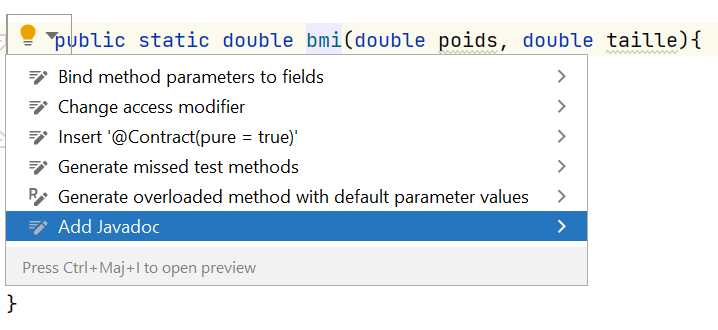 public static double bmi(double poids, double taille){
Bind method parameters to fields
Change access modifier
Insert '@Contract(pure = true)'
Generate missed test methods
Generate overloaded method with default parameter values
Add Javadoc
Press Ctrl+Maj+I to open preview
}